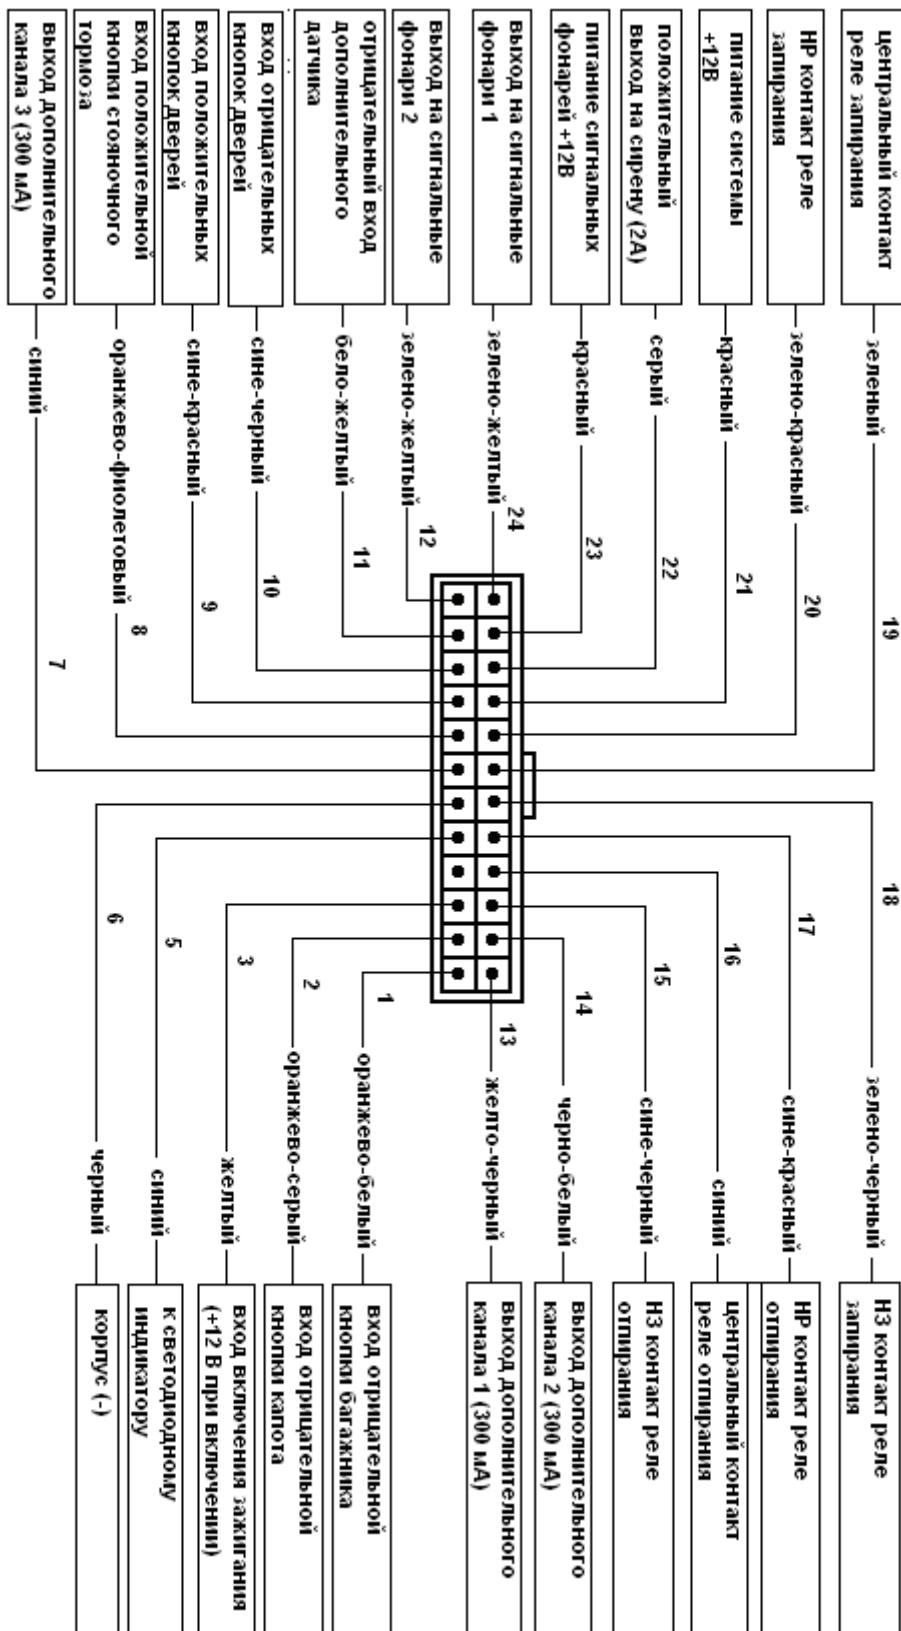 центральный контакт
реле запирания
зеленый
19
НР контакт реле
запирания
зелено-красный
20
питание системы
+12В
красный
21
положительный
выход на сирену (2А)
серый
22
питание сигнальных
фонарей +12В
красный
23
выход на сигнальные
фонари 1
зелено-желтый
24
выход на сигнальные
фонари 2
зелено-желтый
12
отрицательный вход
дополнительного
датчика
бело-желтый
11
вход отрицательных
кнопок дверей
сине-черный
10
вход положительных
кнопок дверей
сине-красный
9
вход положительной
кнопки стояночного
тормоза
оранжево-фиолетовый
8
выход дополнительного
канала 3 (300 мА)
синий
7
18
зелено-черный
НЗ контакт реле
запирания
17
сине-красный
НР контакт реле
отпирания
16
синий
центральный контакт
реле отпирания
15
сине-черный
НЗ контакт реле
отпирания
14
черно-белый
выход дополнительного
канала 2 (300 мА)
13
желто-черный
выход дополнительного
канала 1 (300 мА)
1
оранжево-белый
вход отрицательной
кнопки багажника
2
оранжево-серый
вход отрицательной
кнопки капота
3
желтый
вход включения зажигания
(+12 В при включении)
5
синий
к светодиодному
индикатору
6
черный
корпус (-)